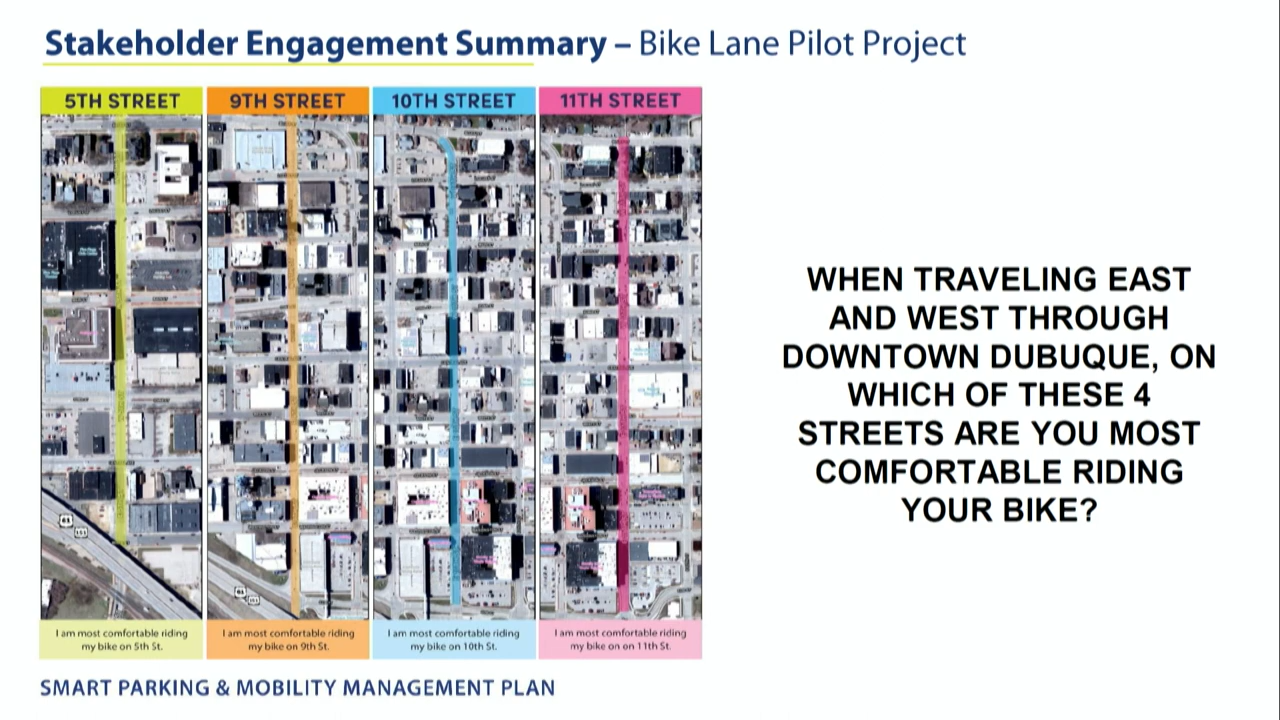 Stakeholder Engagement Summary – Bike Lane Pilot Project
5TH STREET
9TH STREET
10TH STREET
11TH STREET
I am most comfortable riding
my bike on 5th St.
I am most comfortable riding
my bike on 9th St.
I am most comfortable riding
my bike on 10th St.
I am most comfortable riding
my bike on on 11th St.
WHEN TRAVELING EAST
AND WEST THROUGH
DOWNTOWN DUBUQUE, ON
WHICH OF THESE 4
STREETS ARE YOU MOST
COMFORTABLE RIDING
YOUR BIKE?
SMART PARKING & MOBILITY MANAGEMENT PLAN